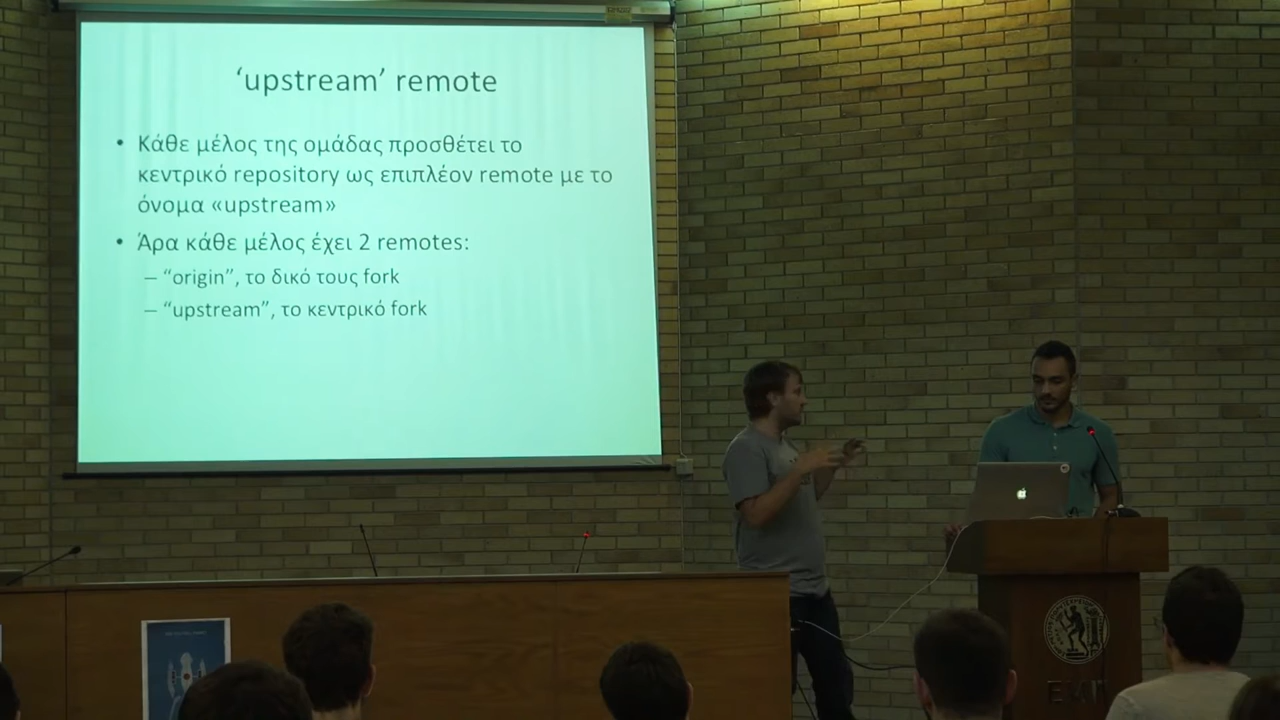 ‘upstream’ remote
• Κάθε μέλος της ομάδας προσθέτει το
κεντρικό repository ως επιπλέον remote με το
όνομα «upstream»
• Άρα κάθε μέλος έχει 2 remotes:
– “origin”, το δικό τους fork
– “upstream”, το κεντρικό fork
ΕΜΠ